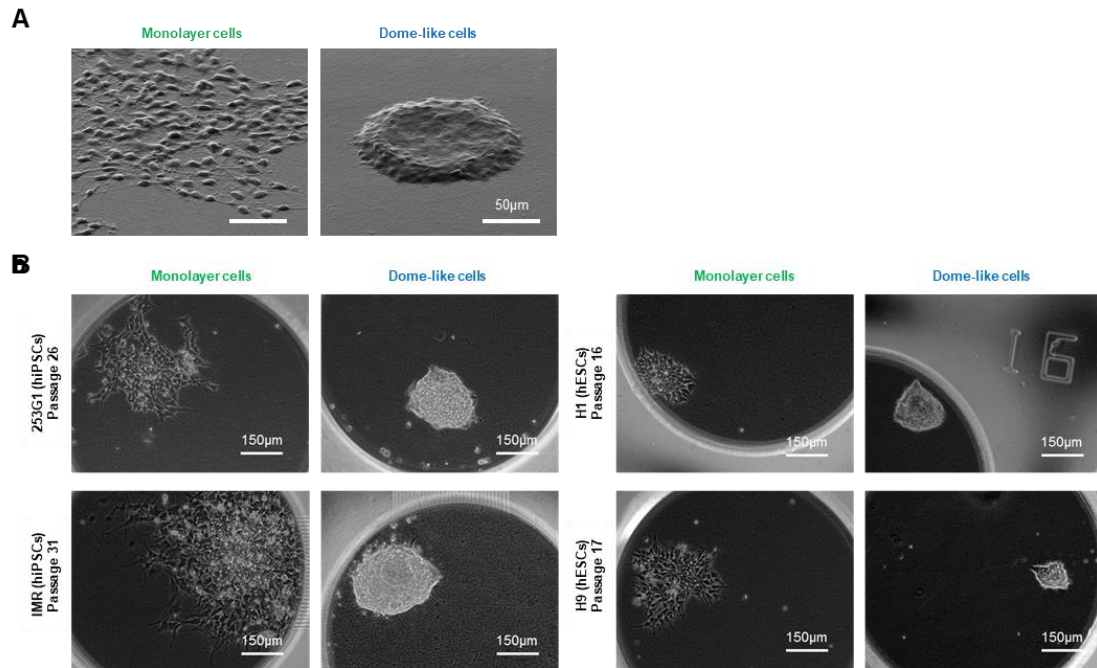 A
Monolayer cells
Dome-like cells
50µm
B
Monolayer cells
Dome-like cells
Monolayer cells
Dome-like cells
253G1 (hiPSCs)
Passage 26
150µm
150µm
H1 (hESCs)
Passage 16
150µm
16
150µm
IMR (hiPSCs)
Passage 31
150µm
150µm
H9 (hESCs)
Passage 17
150µm
150µm